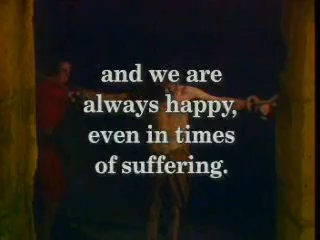 and we are
always happy,
even in times
of suffering.